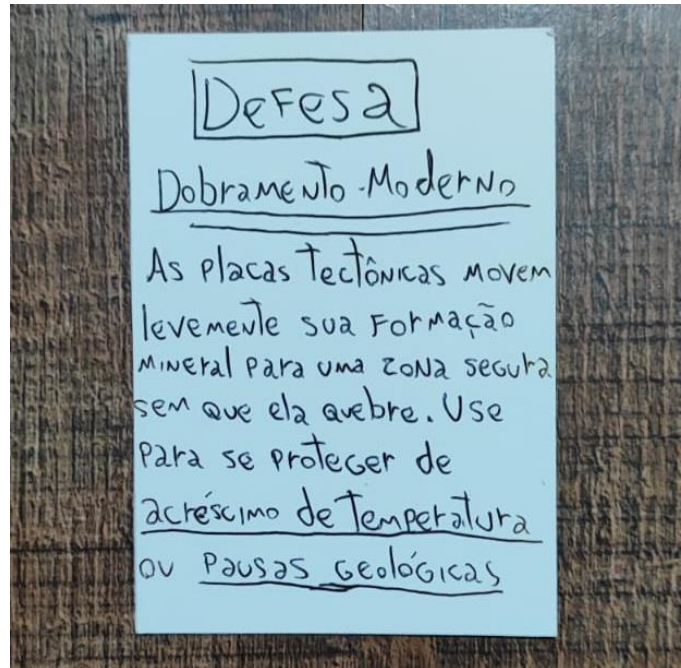 Defesa
Dobramento Moderno
As placas tectônicas movem
levemente sua formação
mineral para uma zona segura
sem que ela quebre. Use
para se proteger de
acréscimo de temperatura
ou pausas geológicas